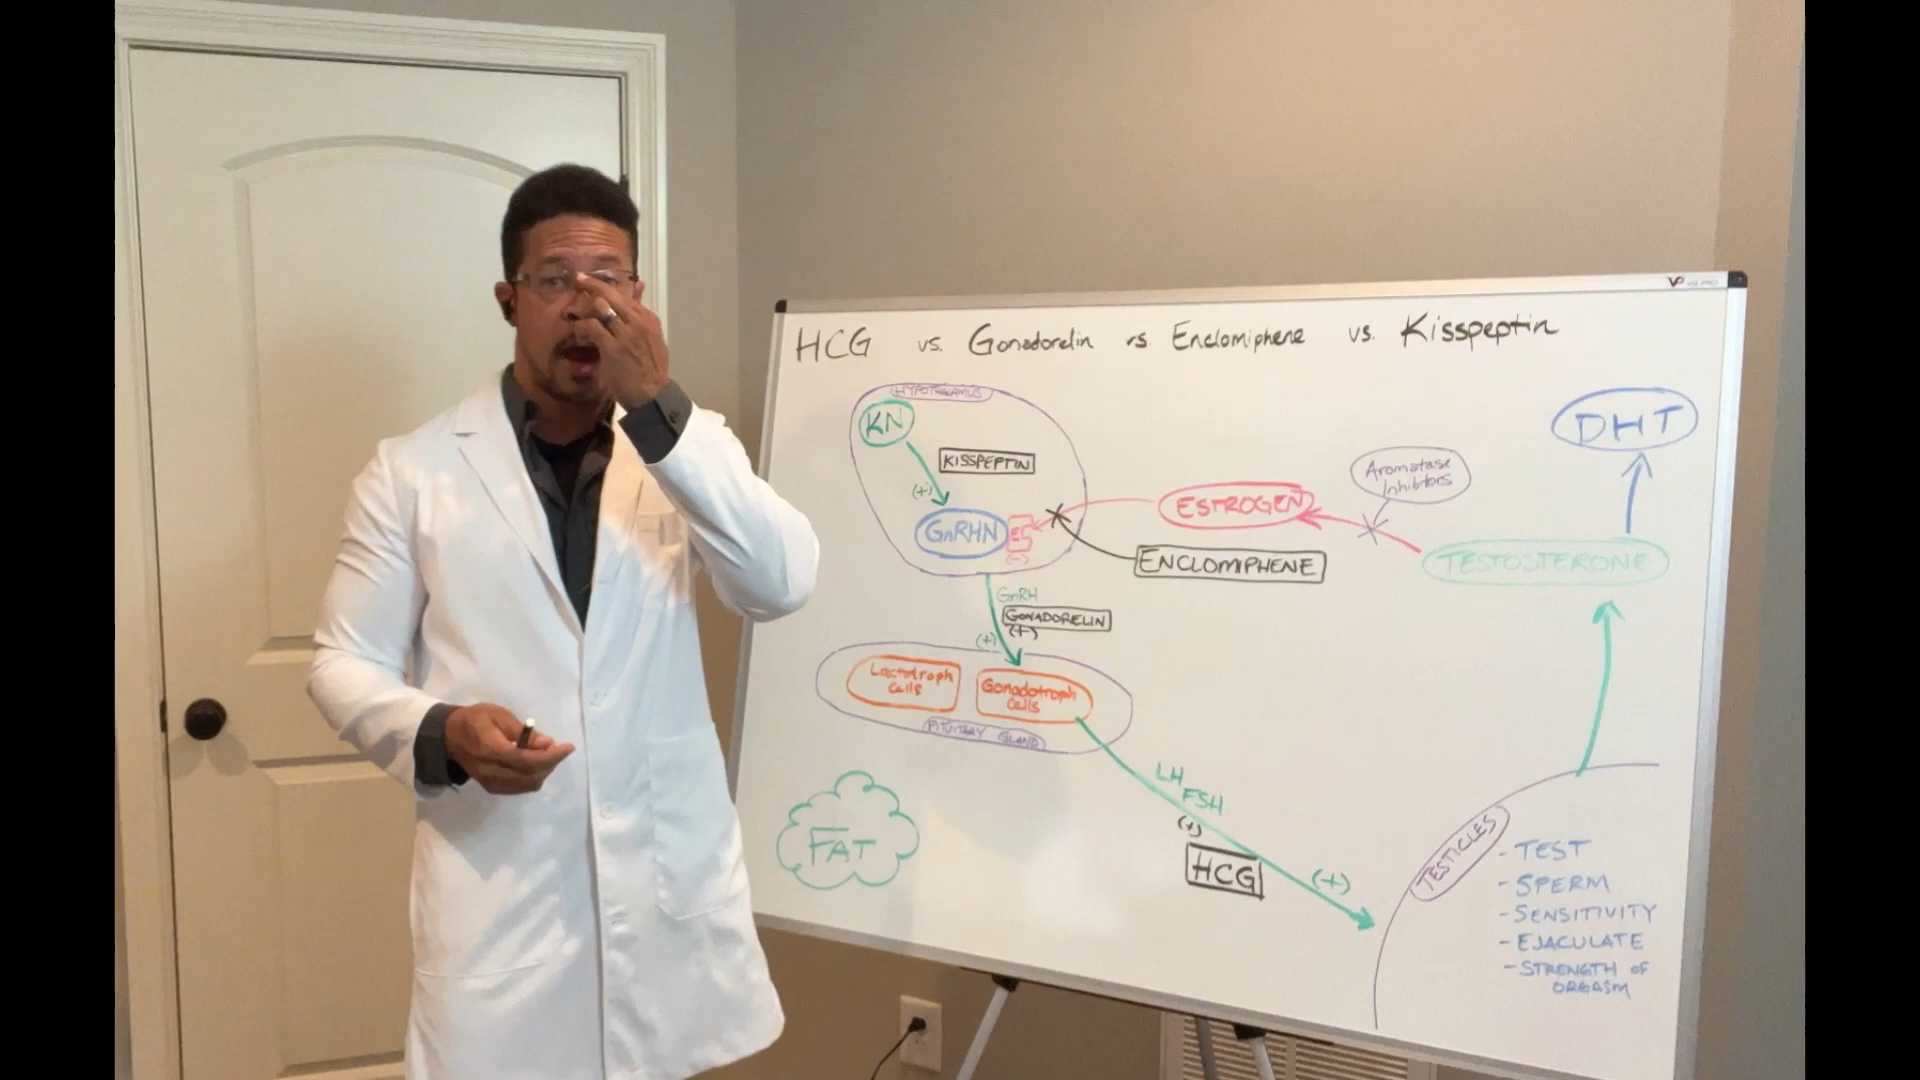 HCG vs. Gonadorelin vs. Enclomiphene vs. Kisspeptin
HYPOTHALAMUS
KN
KISSPEPTIN
(+)
GnRHN
(-)
ESTROGEN
ENCLOMIPHENE
Aromatase
Inhibitors
DHT
TESTOSTERONE
GnRH
GONADORELIN
(+)
(+)
Lactotroph
Cells
Gonadotroph
Cells
PITUITARY GLAND
LH
FSH
(+)
HCG
(+)
FAT
TESTICLES
- TEST
- SPERM
- SENSITIVITY
- EJACULATE
- STRENGTH OF
ORGASM